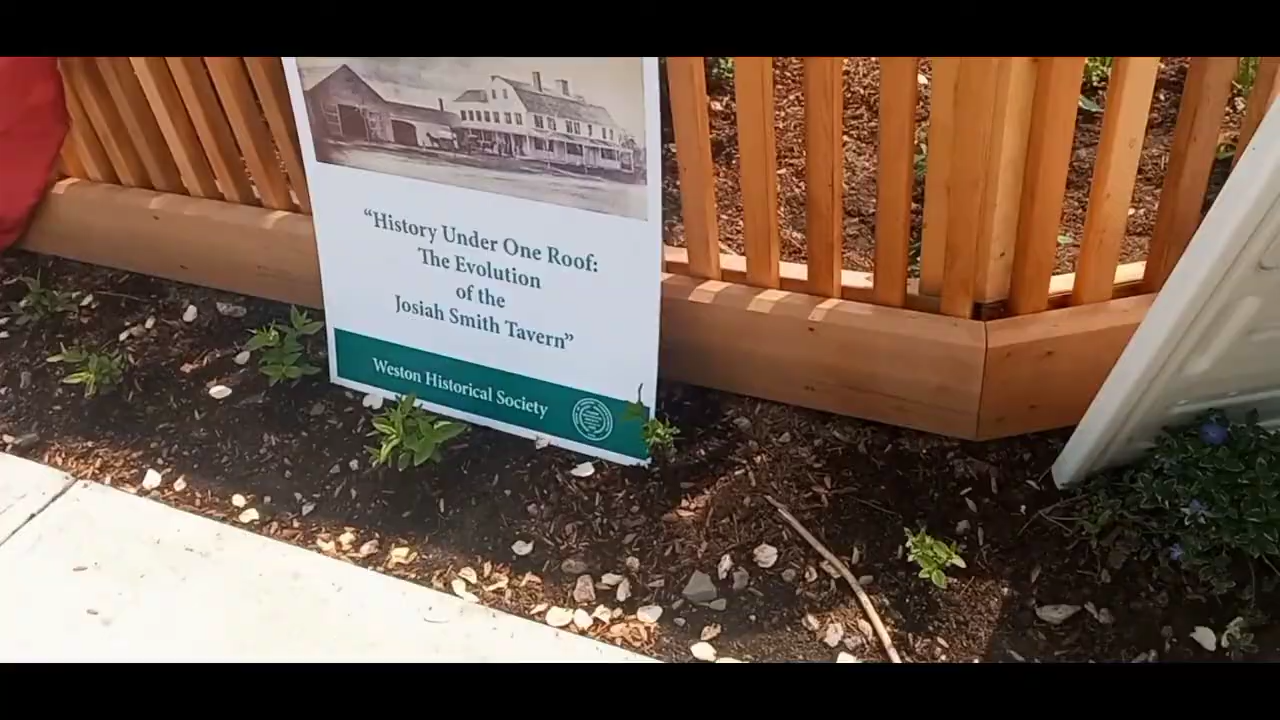 “History Under One Roof:
The Evolution
of the
Josiah Smith Tavern”
Weston Historical Society